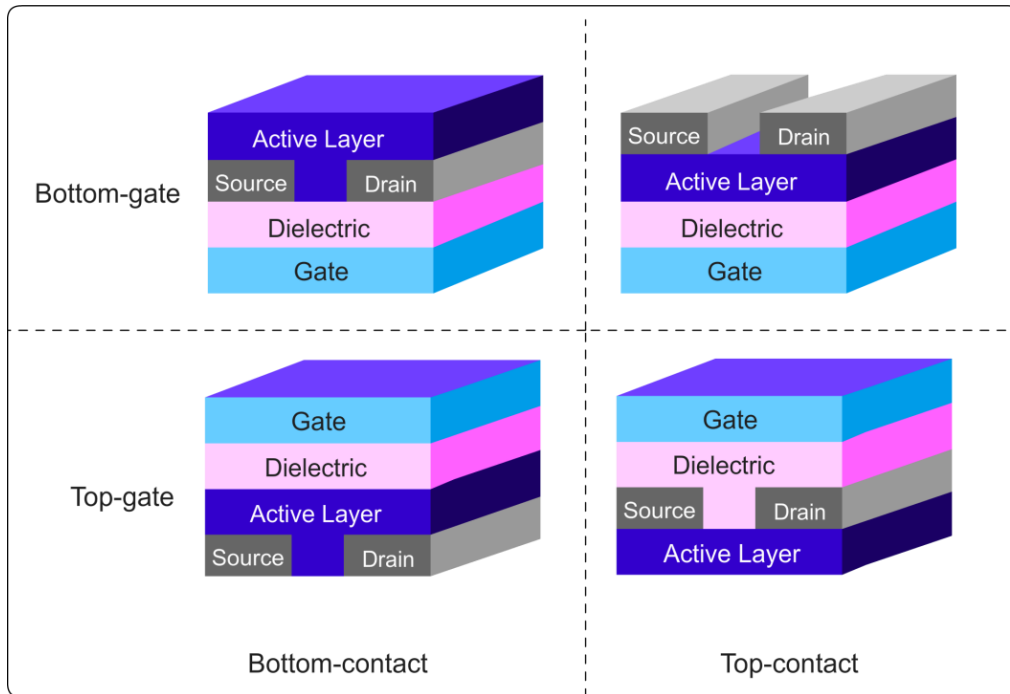 Bottom-gate
Active Layer
Source Drain
Dielectric
Gate
Source Drain
Active Layer
Dielectric
Gate
Top-gate
Gate
Dielectric
Active Layer
Source Drain
Gate
Dielectric
Source Drain
Active Layer
Bottom-contact
Top-contact